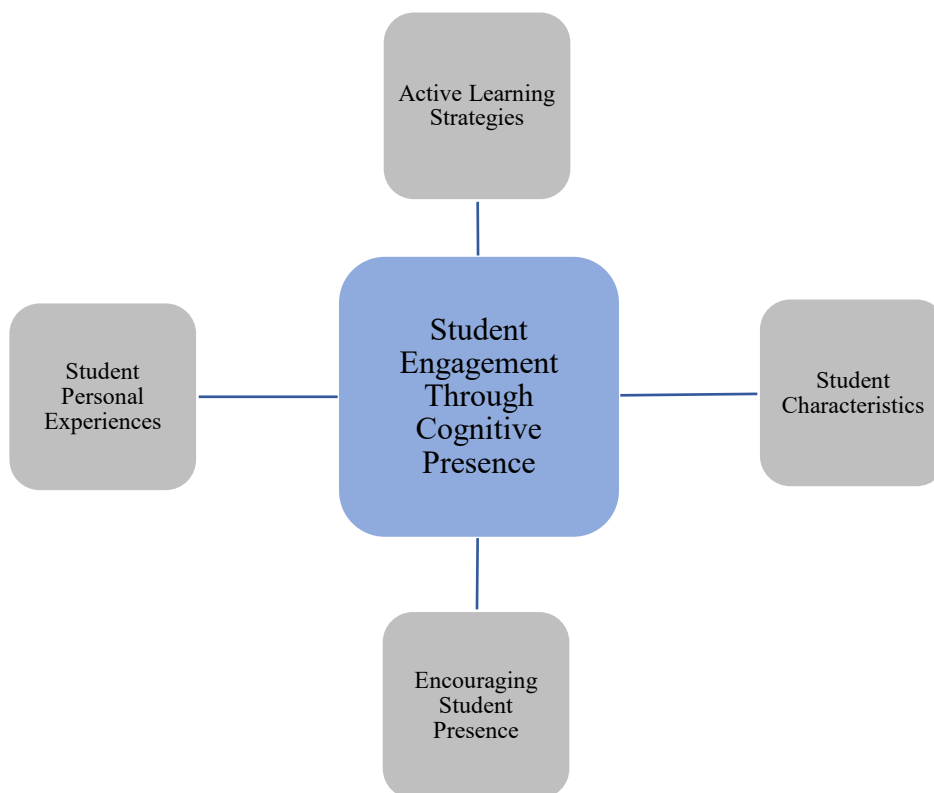 Active Learning
Strategies
Student
Engagement
Through
Cognitive
Presence
Student
Personal
Experiences
Student
Characteristics
Encouraging
Student
Presence